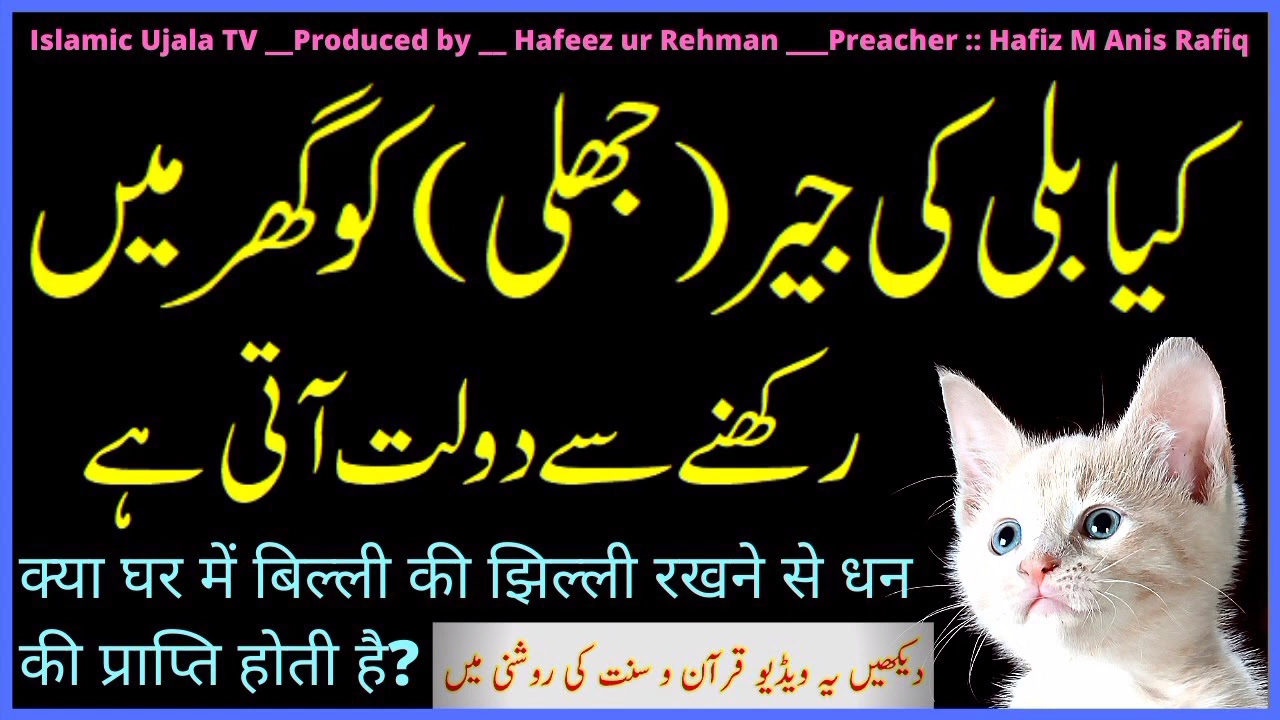 Islamic Ujala TV __Produced by __ Hafeez ur Rehman ___Preacher :: Hafiz M Anis Rafiq
کیا بلی کی جیر (جھلی) کو گھر میں
رکھنے سے دولت آتی ہے
क्या घर में बिल्ली की झिल्ली रखने से धन
की प्राप्ति होती है?
دیکھیں یہ ویڈیو قرآن و سنت کی روشنی میں